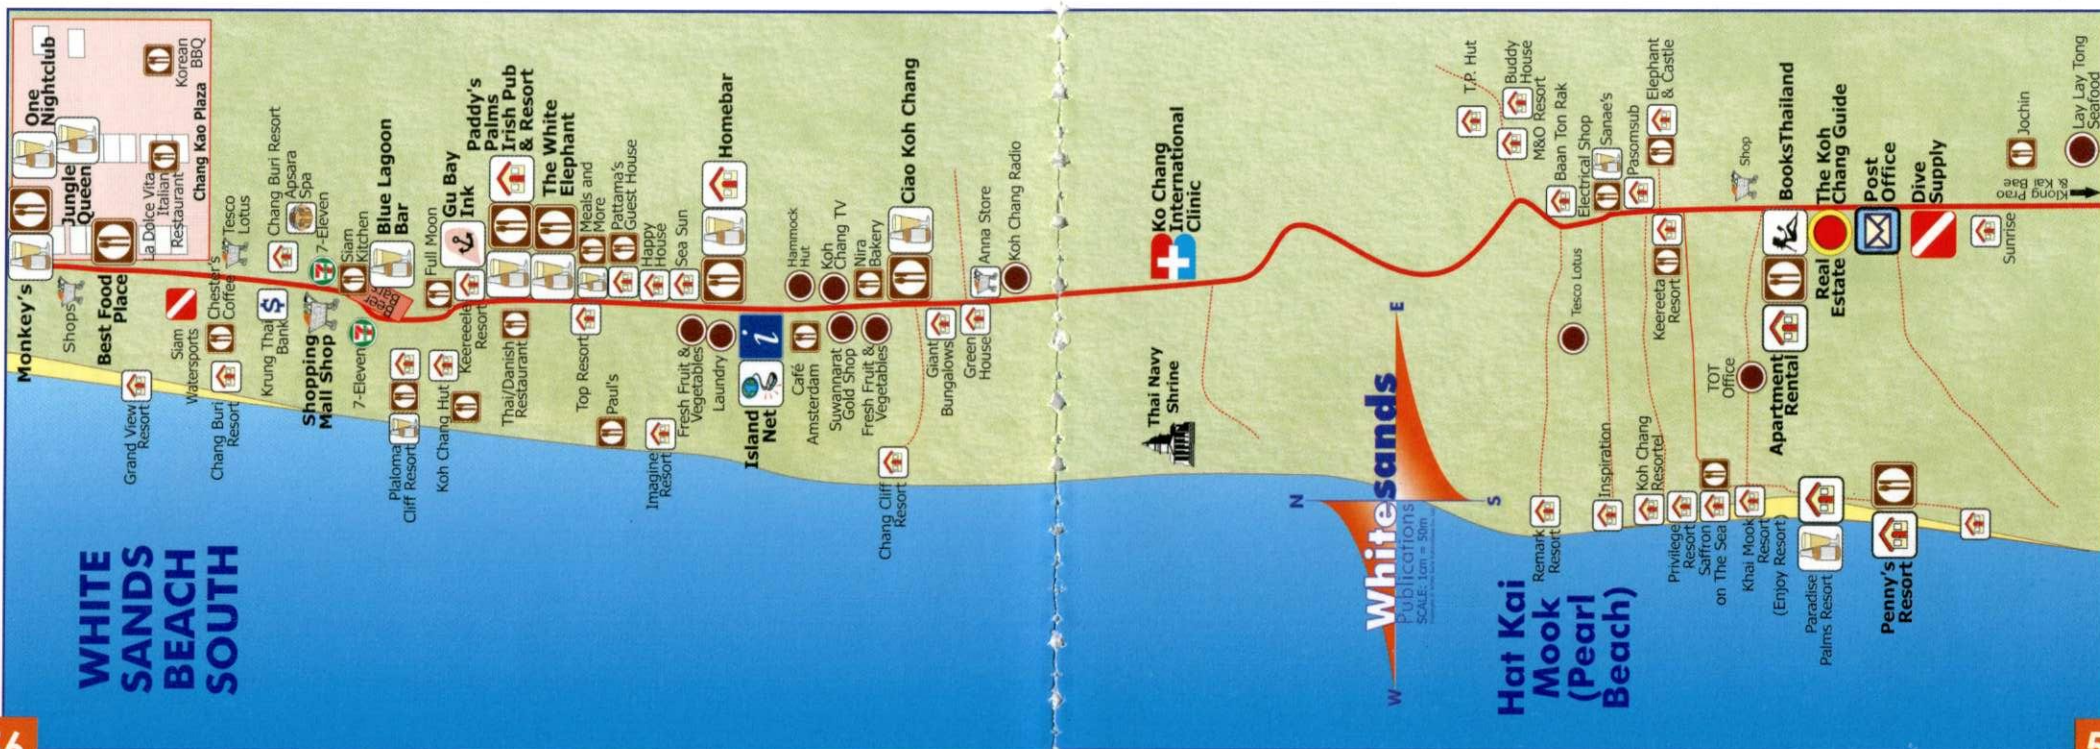 WHITE
SANDS
BEACH
SOUTH
One
Nightclub
Jungle
Queen
Korean
BBQ
La Dolce Vita
Italian
Restaurant
Chang Kao Plaza
Monkey's
Shops
Best Food
Place
Grand View
Resort
Siam
Watersports
Chester's
Coffee
Tesco
Lotus
Chang Buri
Resort
Chang Buri Resort
Apsara
Spa
7-Eleven
Krung Thai
Bank
Shopping
Mall Shop
7-Eleven
Siam
Kitchen
Blue Lagoon
Bar
Plaloma
Cliff Resort
Full Moon
Koh Chang Hut
Gu Bay
Ink
Keereeele
Resort
Paddy's
Palms
Irish Pub
& Resort
Thai/Danish
Restaurant
The White
Elephant
Meals and
More
Top Resort
Pattama's
Guest House
Paul's
Happy
House
Imagine
Resort
Sea Sun
Fresh Fruit &
Vegetables
Laundry
Homebar
Island
Net
i
Hammock
Hut
Café
Amsterdam
Koh
Chang TV
Suwannarat
Gold Shop
Nira
Bakery
Fresh Fruit &
Vegetables
Ciao Koh Chang
Chang Cliff
Resort
Giant
Bungalows
Green
House
Anna Store
Koh Chang Radio
Ko Chang
International
Clinic
Thai Navy
Shrine
N
E
S
W
Whitesands
Publications
SCALE: 1cm = 50m
Hat Kai
Mook
(Pearl
Beach)
T.P. Hut
Buddy
House
M&O Resort
Baan Ton Rak
Electrical Shop
Sanae's
Pasomsub
Elephant
& Castle
Tesco Lotus
Keereeta
Resort
Remark
Resort
Inspiration
Koh Chang
Resortel
Privilege
Resort
Saffron
on The Sea
TOT
Office
Khai Mook
Resort
(Enjoy Resort)
Shop
BooksThailand
Apartment
Rental
The Koh
Chang Guide
Real
Estate
Post
Office
Dive
Supply
Paradise
Palms Resort
Penny's
Resort
Sunrise
Jochin
Klong Prao
& Kai Bae
Lay Lay Tong
Seafood